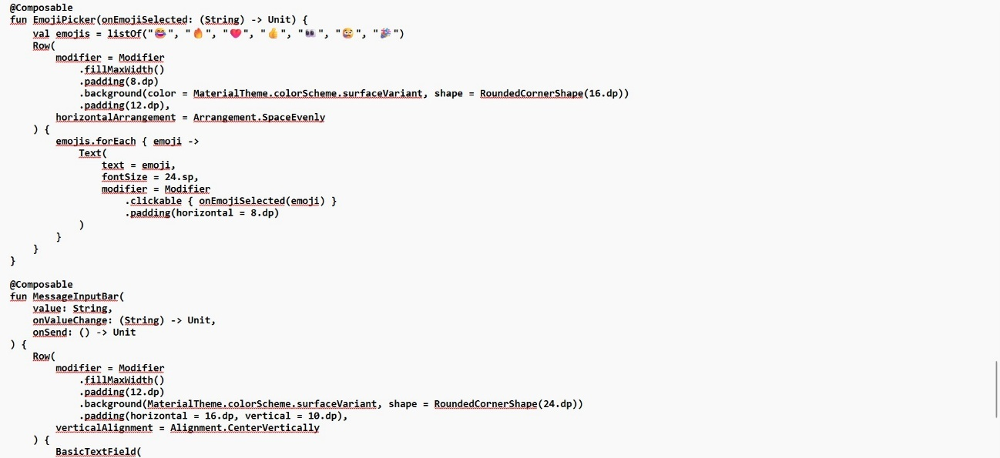 @Composable
fun EmojiPicker(onEmojiSelected: (String) -> Unit) {
    val emojis = listOf("😂", "🔥", "❤️", "👍", "👀", "😢", "🎉")
    Row(
        modifier = Modifier
            .fillMaxWidth()
            .padding(8.dp)
            .background(color = MaterialTheme.colorScheme.surfaceVariant, shape = RoundedCornerShape(16.dp))
            .padding(12.dp),
        horizontalArrangement = Arrangement.SpaceEvenly
    ) {
        emojis.forEach { emoji ->
            Text(
                text = emoji,
                fontSize = 24.sp,
                modifier = Modifier
                    .clickable { onEmojiSelected(emoji) }
                    .padding(horizontal = 8.dp)
            )
        }
    }
}

@Composable
fun MessageInputBar(
    value: String,
    onValueChange: (String) -> Unit,
    onSend: () -> Unit
) {
    Row(
        modifier = Modifier
            .fillMaxWidth()
            .padding(12.dp)
            .background(MaterialTheme.colorScheme.surfaceVariant, shape = RoundedCornerShape(24.dp))
            .padding(horizontal = 16.dp, vertical = 10.dp),
        verticalAlignment = Alignment.CenterVertically
    ) {
        BasicTextField(